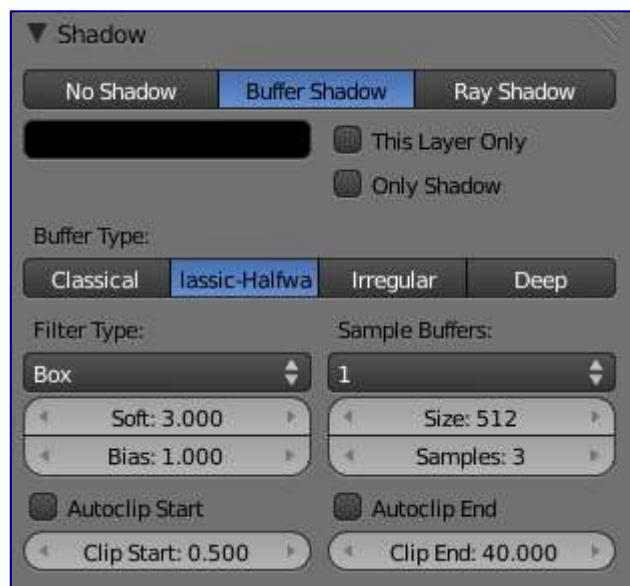 Shadow
No Shadow Buffer Shadow Ray Shadow
This Layer Only
Only Shadow
Buffer Type:
Classical lassic-Halfwa Irregular Deep
Filter Type: Sample Buffers:
Box 1
Soft: 3.000 Size: 512
Bias: 1.000 Samples: 3
Autoclip Start Autoclip End
Clip Start: 0.500 Clip End: 40.000